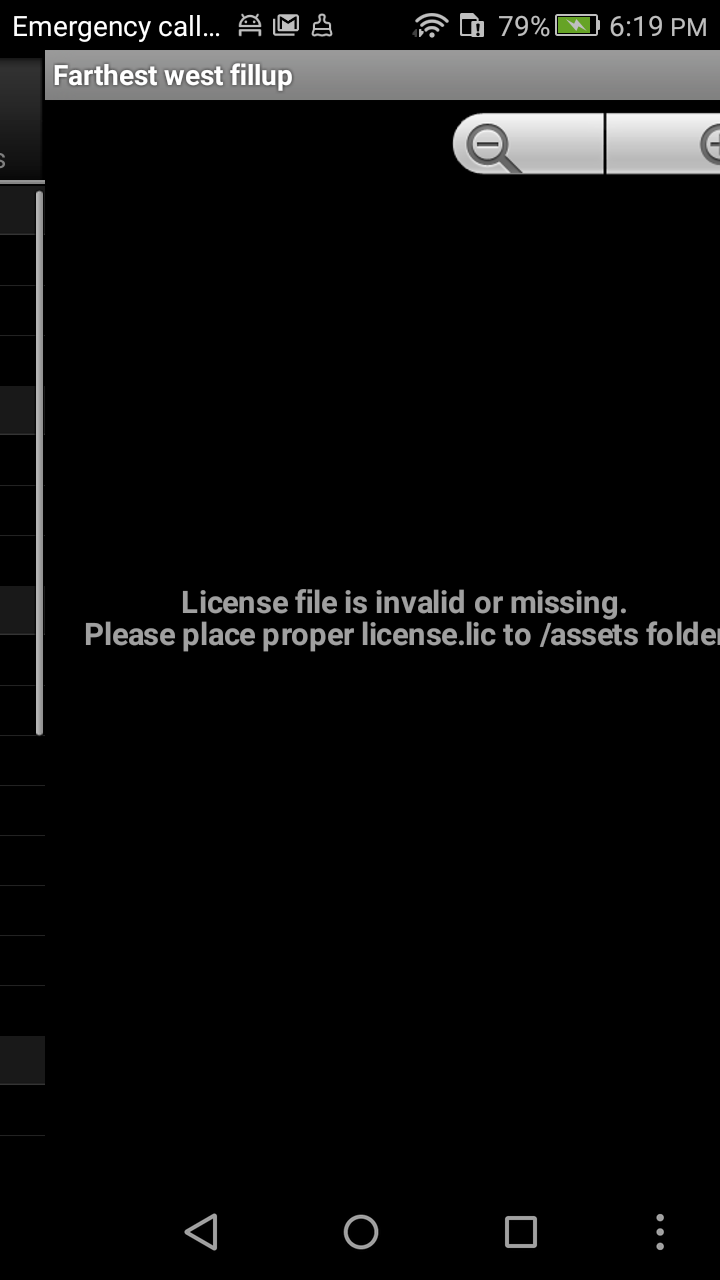 Emergency call... 79% 6:19 PM
Farthest west fillup
s
License file is invalid or missing.
Please place proper license.lic to /assets folder